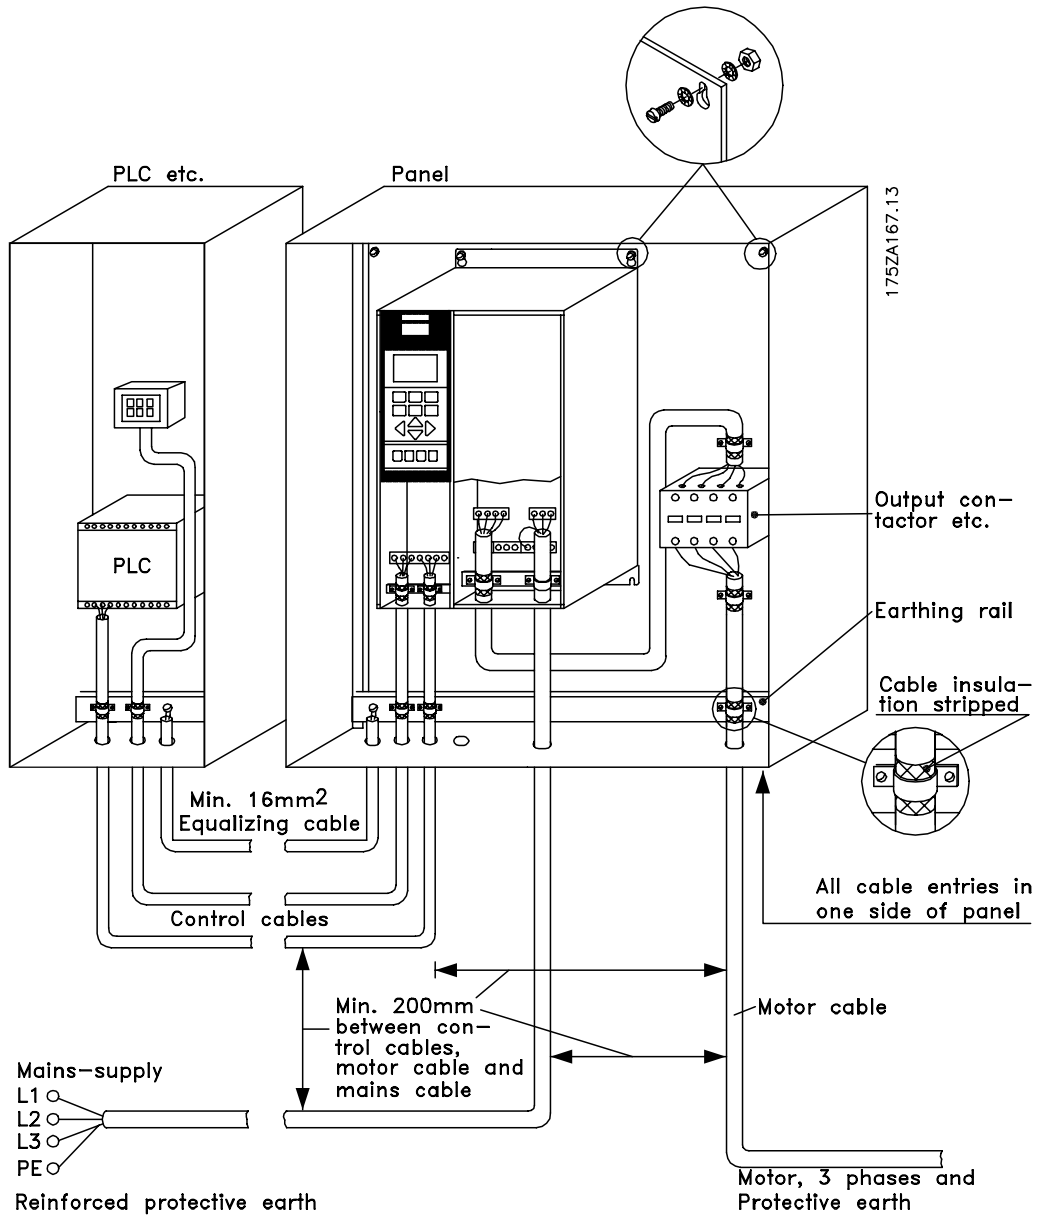 PLC etc.
Panel
175ZA167.13
PLC
Output con-
tactor etc.
Earthing rail
Cable insula-
tion stripped
Min. 16mm2
Equalizing cable
All cable entries in
one side of panel
Control cables
Min. 200mm
between con-
trol cables,
motor cable and
mains cable
Motor cable
Mains-supply
L1
L2
L3
PE
Reinforced protective earth
Motor, 3 phases and
Protective earth